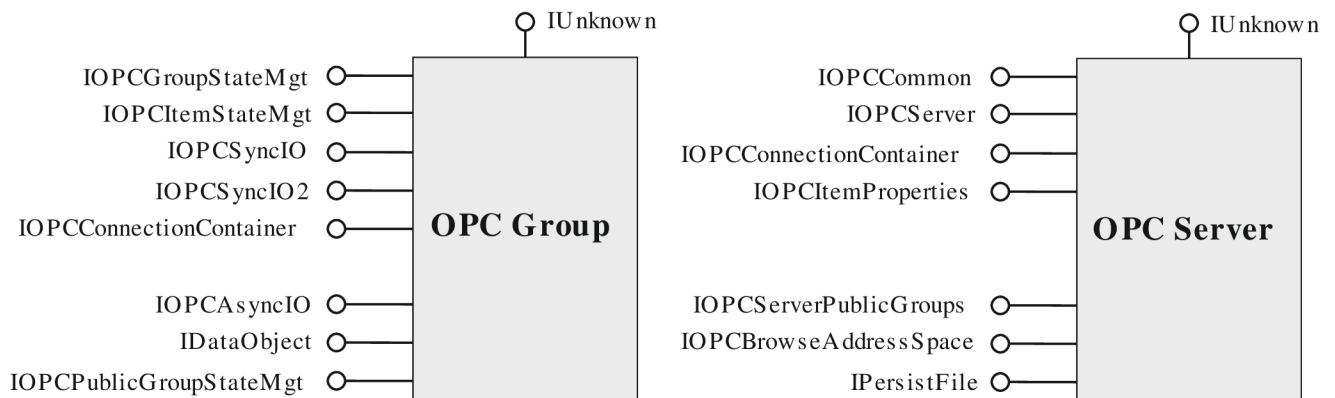 IUnknown
IOPCGroupStateMgt
IOPCItemStateMgt
IOPCSyncIO
IOPCSyncIO2
IOPCConnectionContainer
OPC Group
IOPCAsyncIO
IDataObject
IOPCPublicGroupStateMgt
IUnknown
IOPCCommon
IOPCServer
IOPCConnectionContainer
IOPCItemProperties
OPC Server
IOPCServerPublicGroups
IOPCBrowseAddressSpace
IPersistFile